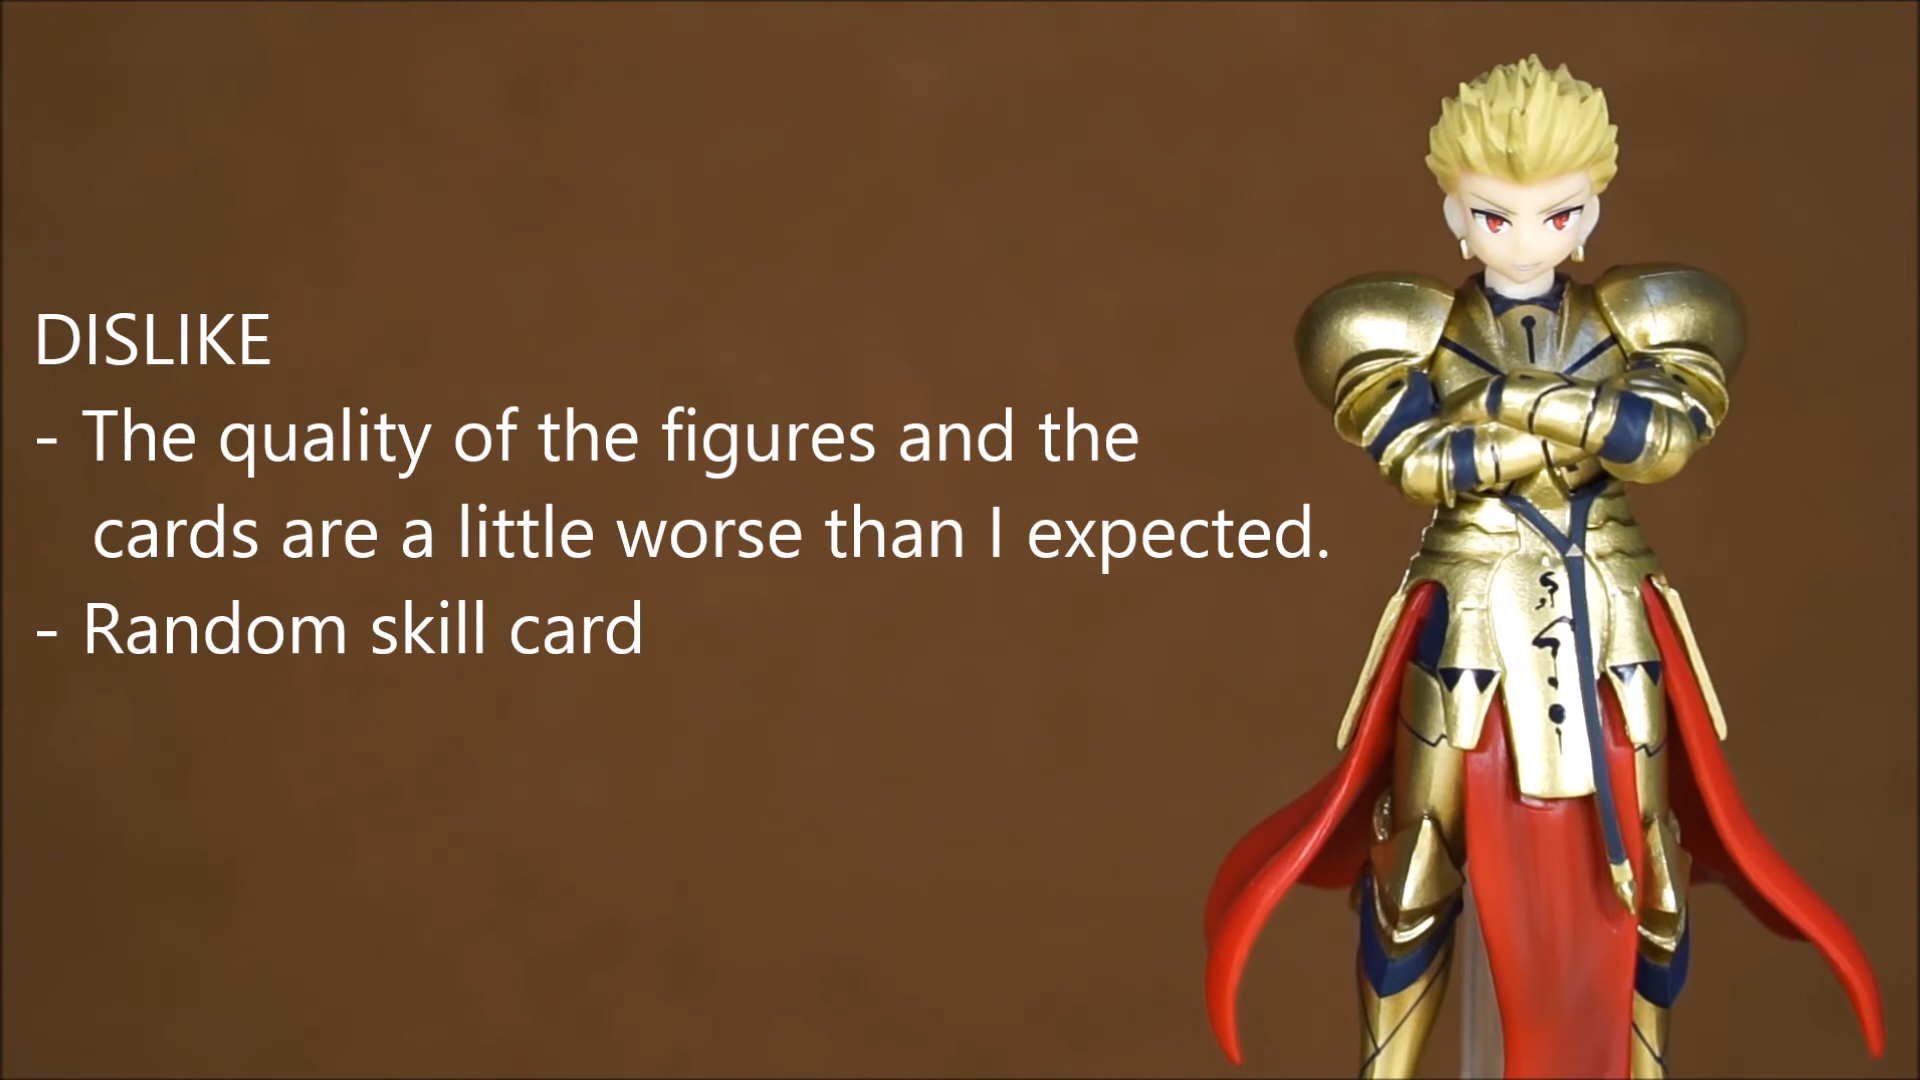 DISLIKE
- The quality of the figures and the
cards are a little worse than I expected.
- Random skill card